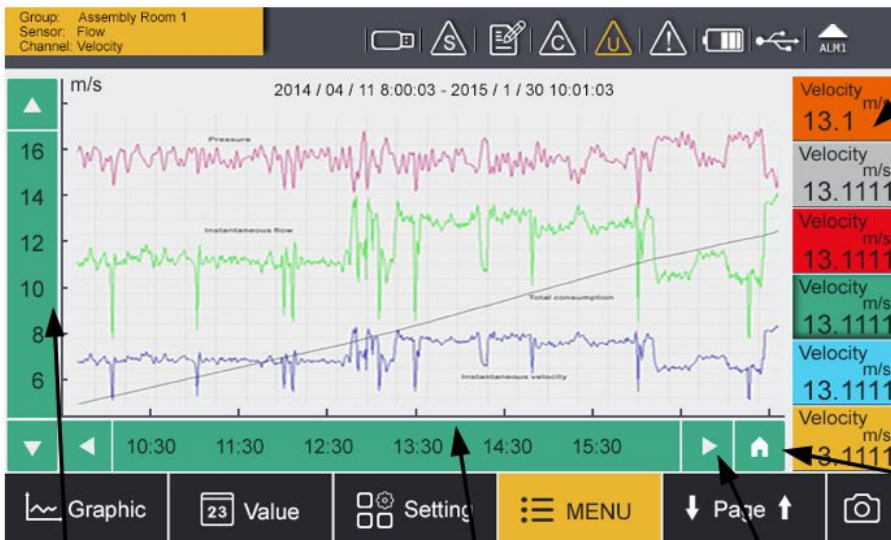 Group: Assembly Room 1
Sensor: Flow
Channel: Velocity
S
C
U
ALM1
m/s
2014 / 04 / 11 8:00:03 - 2015 / 1 / 30 10:01:03
Pressure
Instantaneous flow
Total consumption
Instantaneous velocity
16
14
12
10
8
6
10:30 11:30 12:30 13:30 14:30 15:30
Velocity
m/s
13.1
Velocity
m/s
13.1111
Velocity
m/s
13.1111
Velocity
m/s
13.1111
Velocity
m/s
13.1111
Velocity
m/s
13.1111
Graphic 23 Value Setting MENU Page